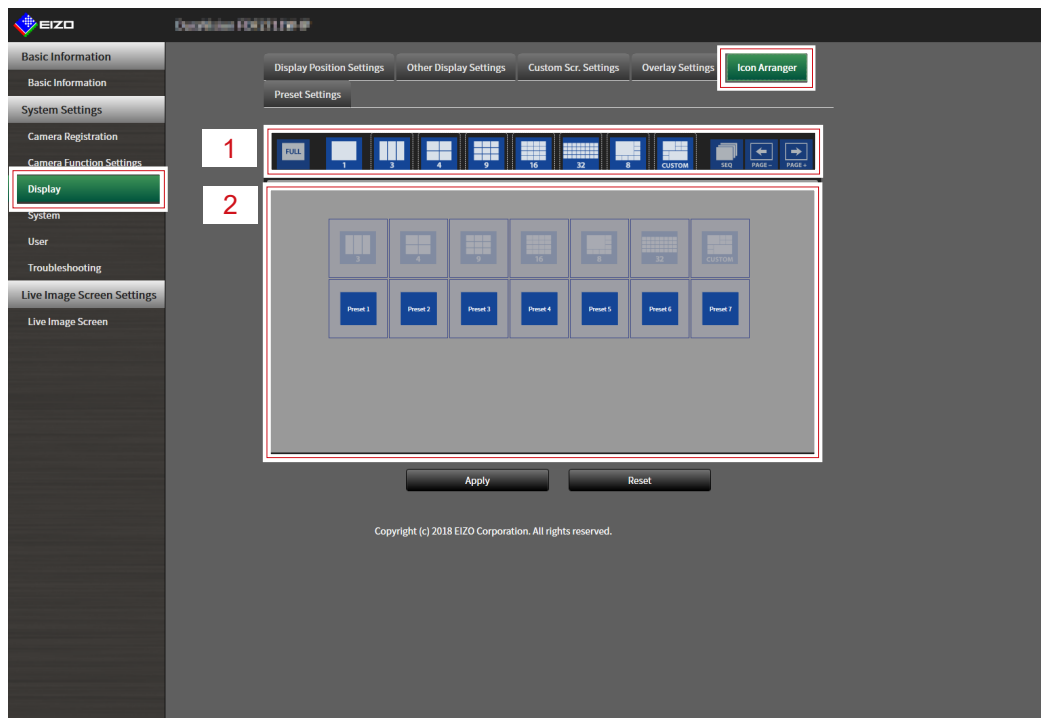 EIZO
Basic Information
Basic Information
System Settings
Camera Registration
Camera Function Settings
Display
System
User
Troubleshooting
Live Image Screen Settings
Live Image Screen
Display Position Settings Other Display Settings Custom Scr. Settings Overlay Settings Icon Arranger
Preset Settings
1
FULL 1 3 4 9 16 32 8 CUSTOM SEQ PAGE - PAGE +
2
3 4 9 16 8 32 CUSTOM
Preset 1 Preset 2 Preset 3 Preset 4 Preset 5 Preset 6 Preset 7
Apply Reset
Copyright (c) 2018 EIZO Corporation. All rights reserved.